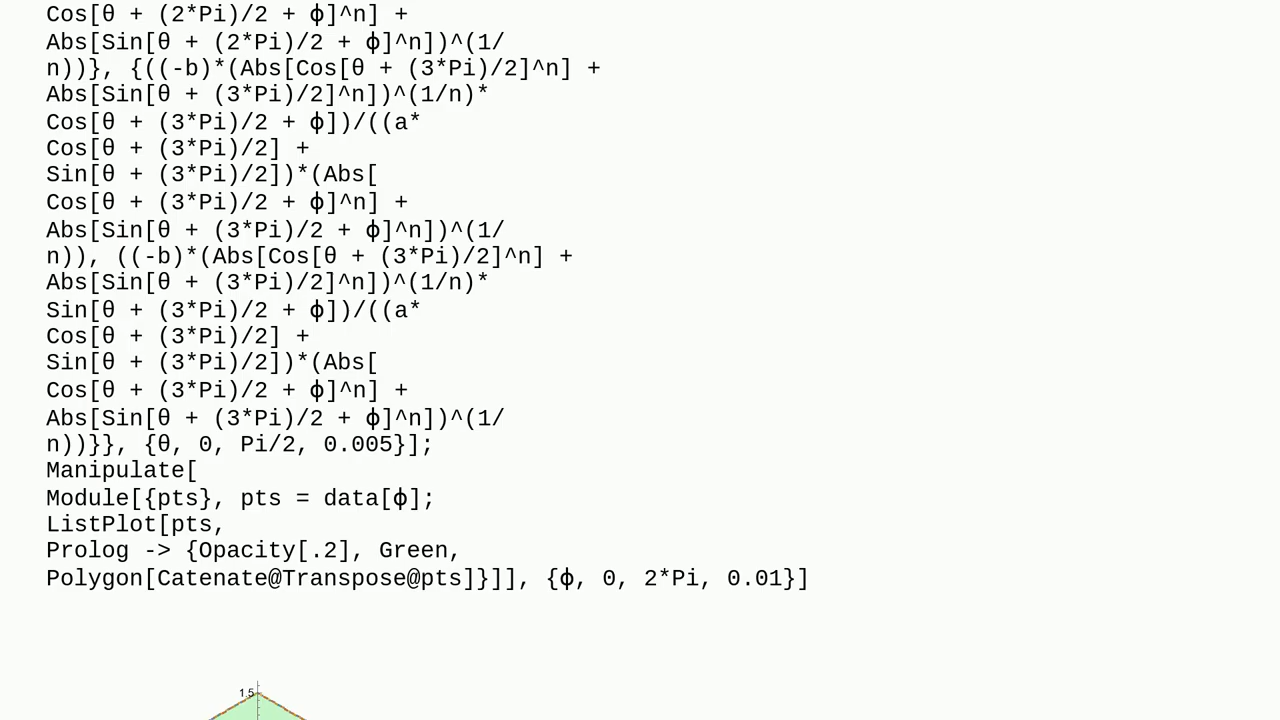 Cos[θ + (2*Pi)/2 + ϕ]^n] +
Abs[Sin[θ + (2*Pi)/2 + ϕ]^n])^(1/
n))}, {((-b)*(Abs[Cos[θ + (3*Pi)/2]^n] +
Abs[Sin[θ + (3*Pi)/2]^n])^(1/n)*
Cos[θ + (3*Pi)/2 + ϕ])/((a*
Cos[θ + (3*Pi)/2] +
Sin[θ + (3*Pi)/2])*(Abs[
Cos[θ + (3*Pi)/2 + ϕ]^n] +
Abs[Sin[θ + (3*Pi)/2 + ϕ]^n])^(1/
n)), ((-b)*(Abs[Cos[θ + (3*Pi)/2]^n] +
Abs[Sin[θ + (3*Pi)/2]^n])^(1/n)*
Sin[θ + (3*Pi)/2 + ϕ])/((a*
Cos[θ + (3*Pi)/2] +
Sin[θ + (3*Pi)/2])*(Abs[
Cos[θ + (3*Pi)/2 + ϕ]^n] +
Abs[Sin[θ + (3*Pi)/2 + ϕ]^n])^(1/
n))}}, {θ, 0, Pi/2, 0.005}];
Manipulate[
Module[{pts}, pts = data[ϕ];
ListPlot[pts,
Prolog -> {Opacity[.2], Green,
Polygon[Catenate@Transpose@pts]}]], {ϕ, 0, 2*Pi, 0.01}]
1.5